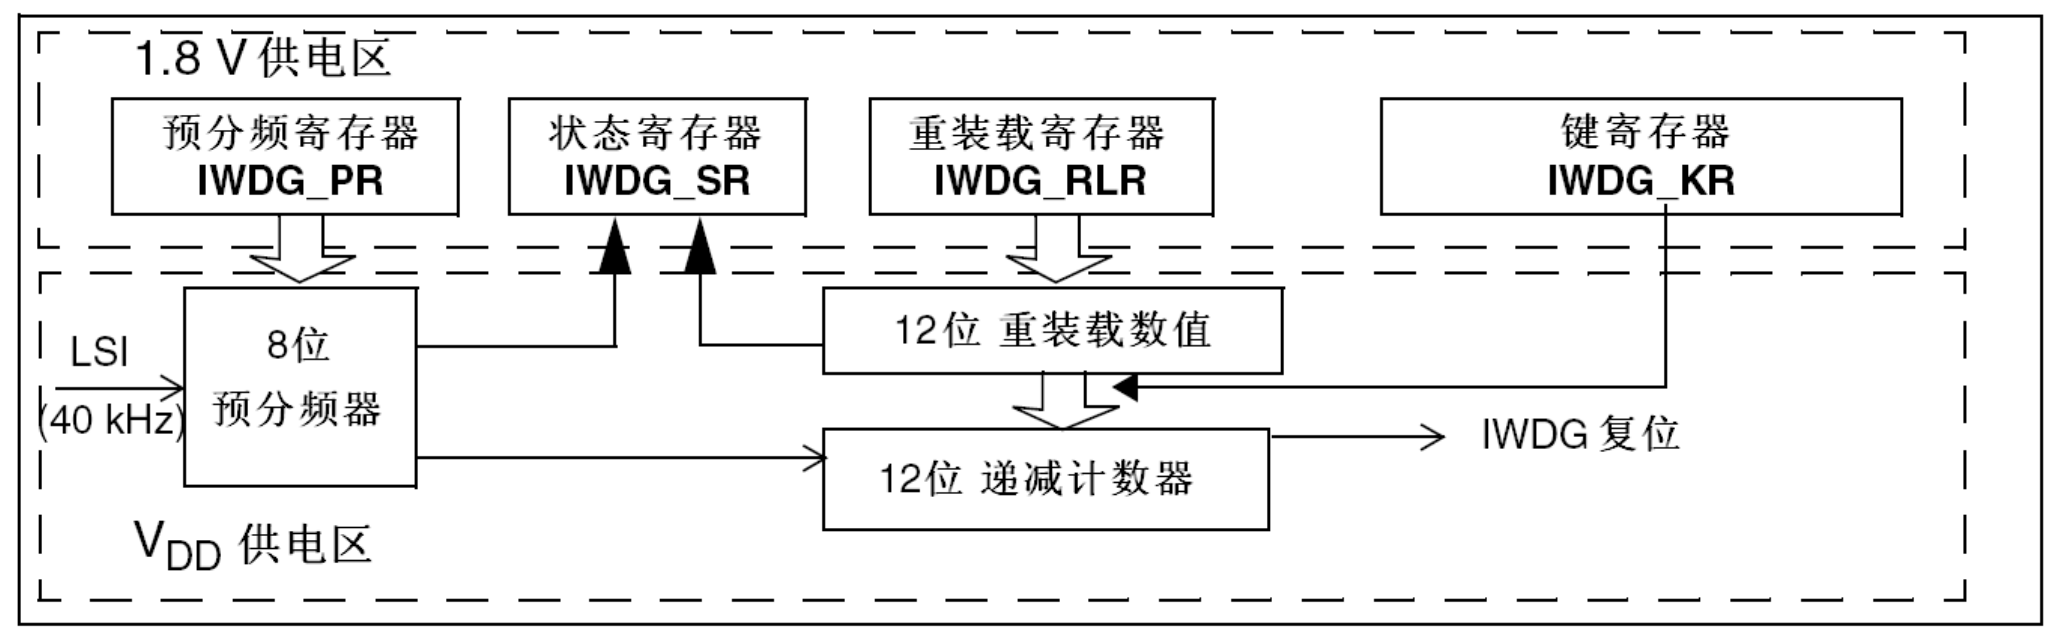 1.8 V 供电区
预分频寄存器
IWDG_PR
状态寄存器
IWDG_SR
重装载寄存器
IWDG_RLR
键寄存器
IWDG_KR
LSI
(40 kHz)
8位
预分频器
12位 重装载数值
12位 递减计数器
IWDG 复位
VDD 供电区